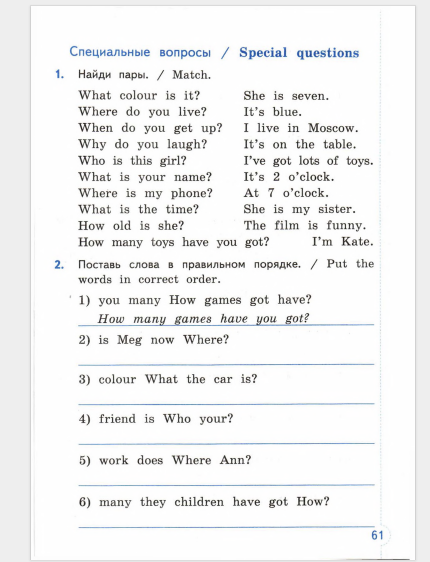 Специальные вопросы / Special questions
1. Найди пары. / Match.
What colour is it? She is seven.
Where do you live? It's blue.
When do you get up? I live in Moscow.
Why do you laugh? It's on the table.
Who is this girl? I've got lots of toys.
What is your name? It's 2 o'clock.
Where is my phone? At 7 o'clock.
What is the time? She is my sister.
How old is she? The film is funny.
How many toys have you got? I'm Kate.
2. Поставь слова в правильном порядке. / Put the
words in correct order.
1) you many How games got have?
How many games have you got?
2) is Meg now Where?
3) colour What the car is?
4) friend is Who your?
5) work does Where Ann?
6) many they children have got How?
61